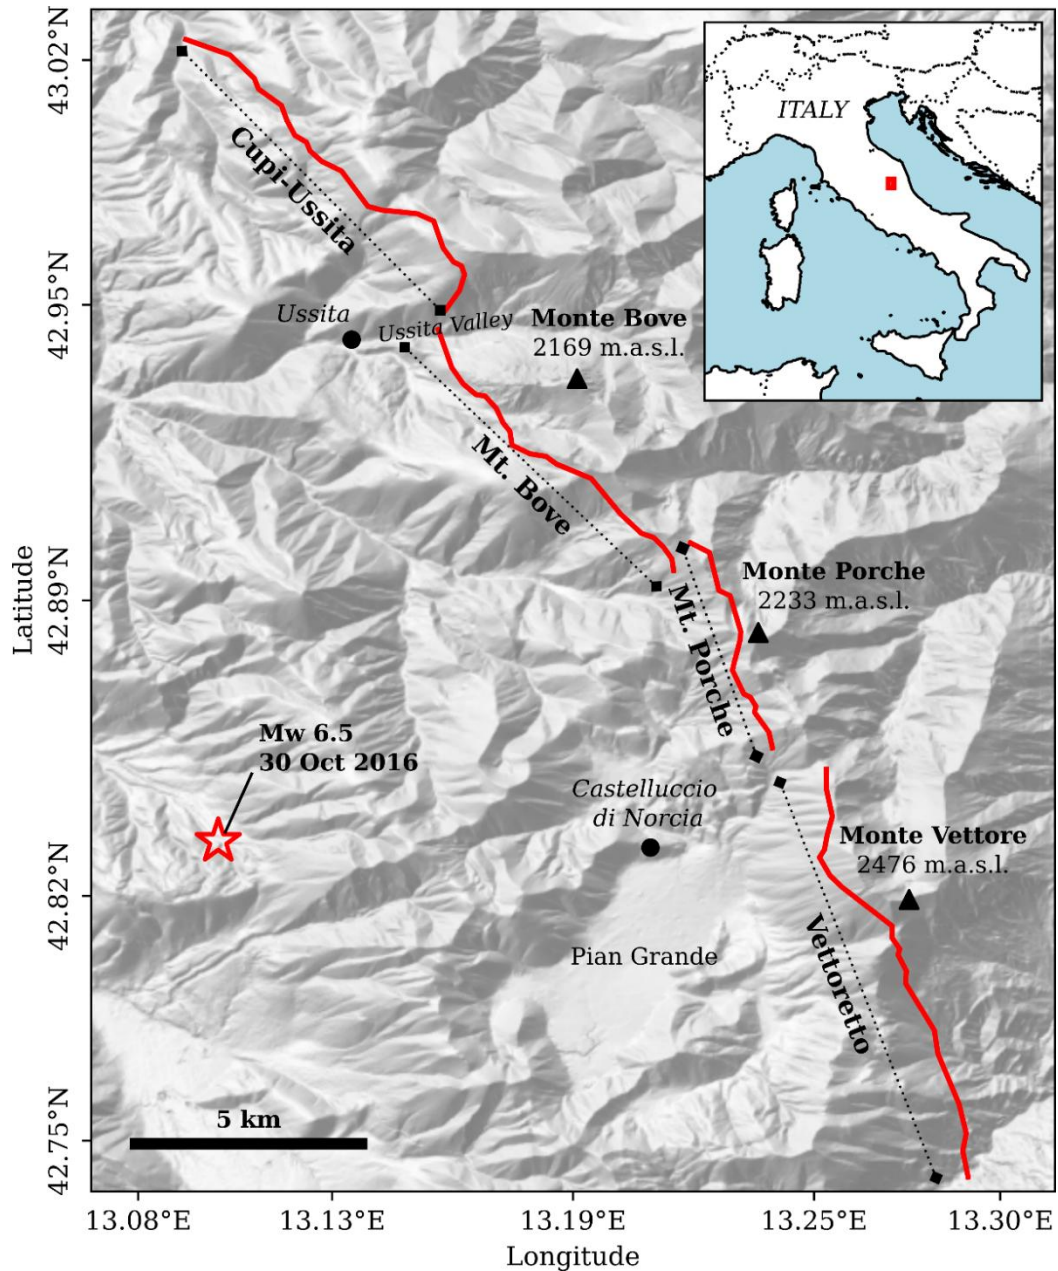 43.02°N
42.95°N
42.89°N
42.82°N
42.75°N
Latitude
ITALY
Cupi-Ussita
Ussita
Ussita Valley
Monte Bove
2169 m.a.s.l.
Mt. Bove
Monte Porche
2233 m.a.s.l.
Mt. Porche
Mw 6.5
30 Oct 2016
Castelluccio
di Norcia
Monte Vettore
2476 m.a.s.l.
Pian Grande
Vettoretto
5 km
13.08°E
13.13°E
13.19°E
13.25°E
13.30°E
Longitude